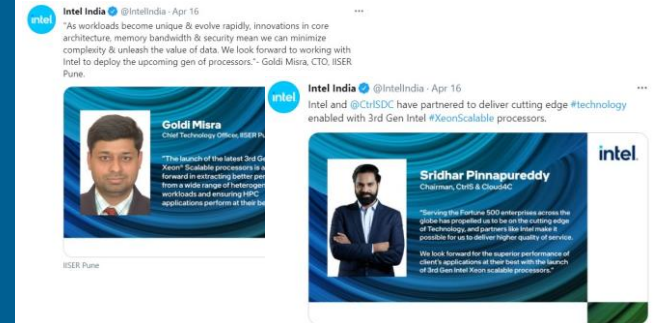 intel
Intel India @IntelIndia · Apr 16
"As workloads become unique & evolve rapidly, innovations in core
architecture, memory bandwidth & security mean we can minimize
complexity & unleash the value of data. We look forward to working with
Intel to deploy the upcoming gen of processors."- Goldi Misra, CTO, IISER
Pune.
Goldi Misra
Chief Technology Officer, IISER Pu
"The launch of the latest 3rd Ge
Xeon® Scalable processors is a
forward in extracting better per
from a wide range of heterogen
workloads and ensuring HPC
applications perform at their be
IISER Pune
intel
Intel India @IntelIndia · Apr 16
Intel and @CtrlSDC have partnered to deliver cutting edge #technology
enabled with 3rd Gen Intel #XeonScalable processors.
intel
Sridhar Pinnapureddy
Chairman, CtrlS & Cloud4C
"Serving the Fortune 500 enterprises across the
globe has propelled us to be on the cutting edge
of Technology, and partners like Intel make it
possible for us to deliver higher quality of service.
We look forward for the superior performance of
client's applications at their best with the launch
of 3rd Gen Intel Xeon scalable processors."